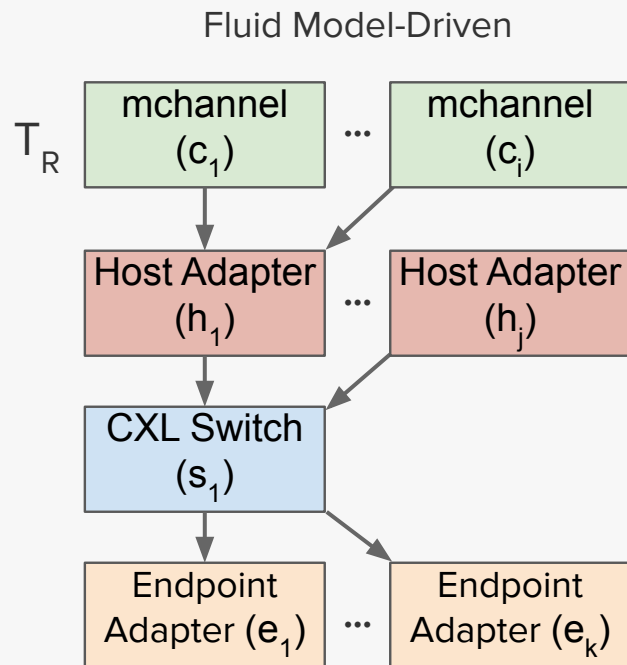 Fluid Model-Driven
T_R
mchannel
(c_1)
...
mchannel
(c_i)
Host Adapter
(h_1)
...
Host Adapter
(h_j)
CXL Switch
(s_1)
Endpoint
Adapter (e_1)
...
Endpoint
Adapter (e_k)